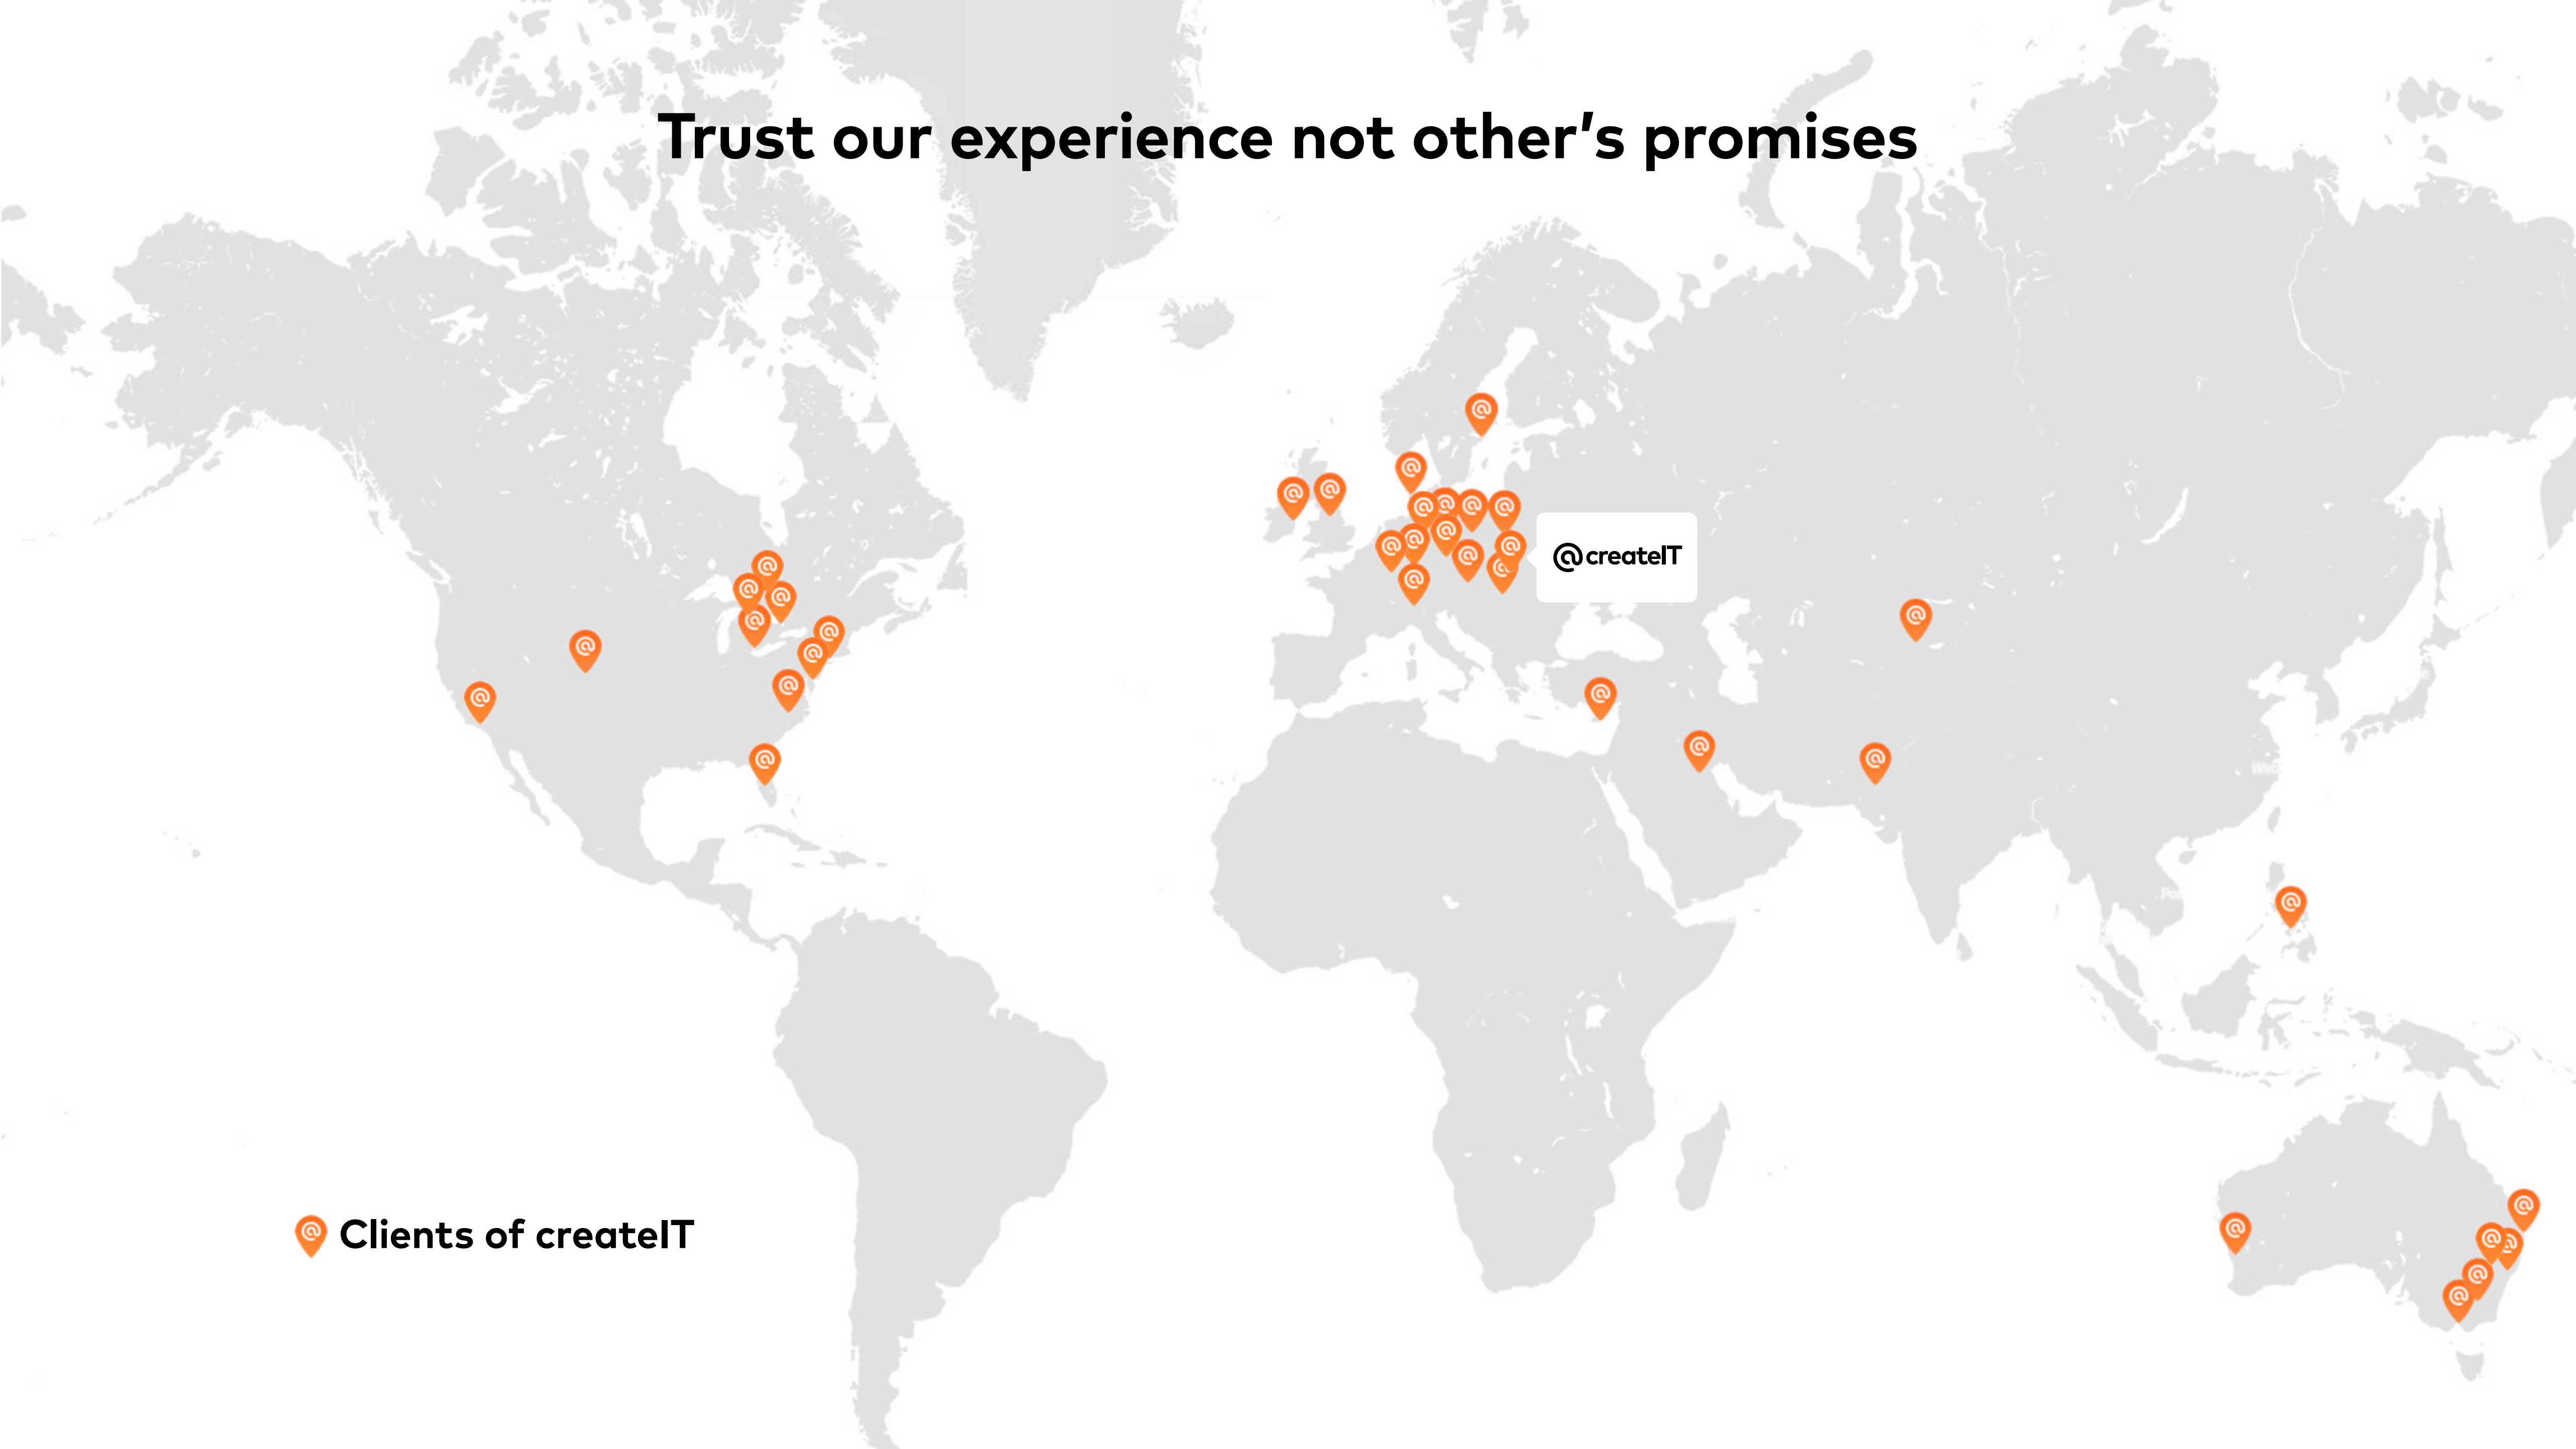 Trust our experience not other’s promises
@createIT
Clients of createIT